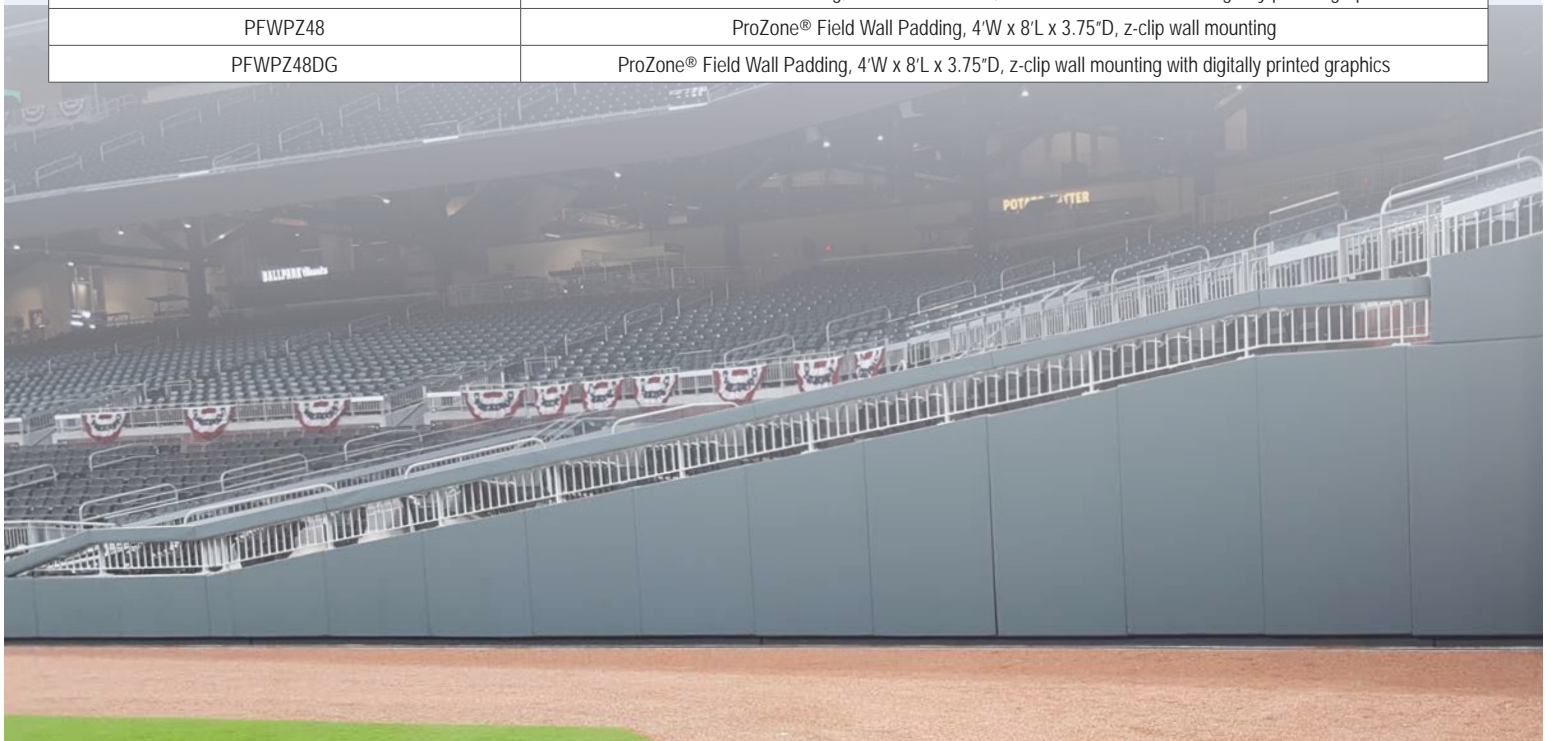 PFWPZ48 ProZone® Field Wall Padding, 4′W x 8′L x 3.75″D, z-clip wall mounting
PFWPZ48DG ProZone® Field Wall Padding, 4′W x 8′L x 3.75″D, z-clip wall mounting with digitally printed graphics
BALLPARK